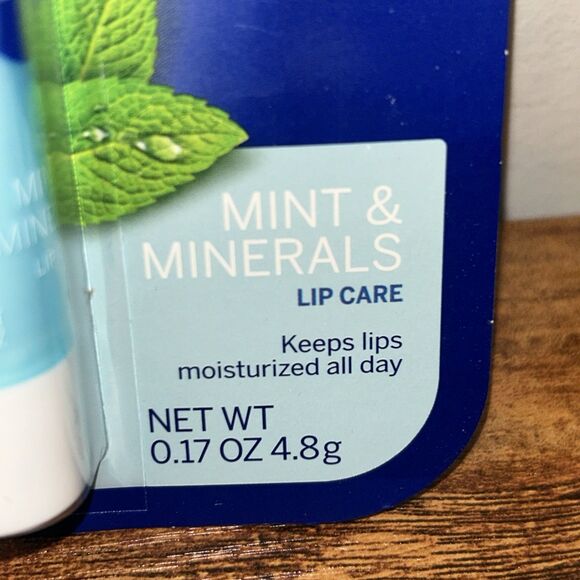 MINT &
MINERALS
LIP CARE
Keeps lips
moisturized all day
NET WT
0.17 OZ 4.8g